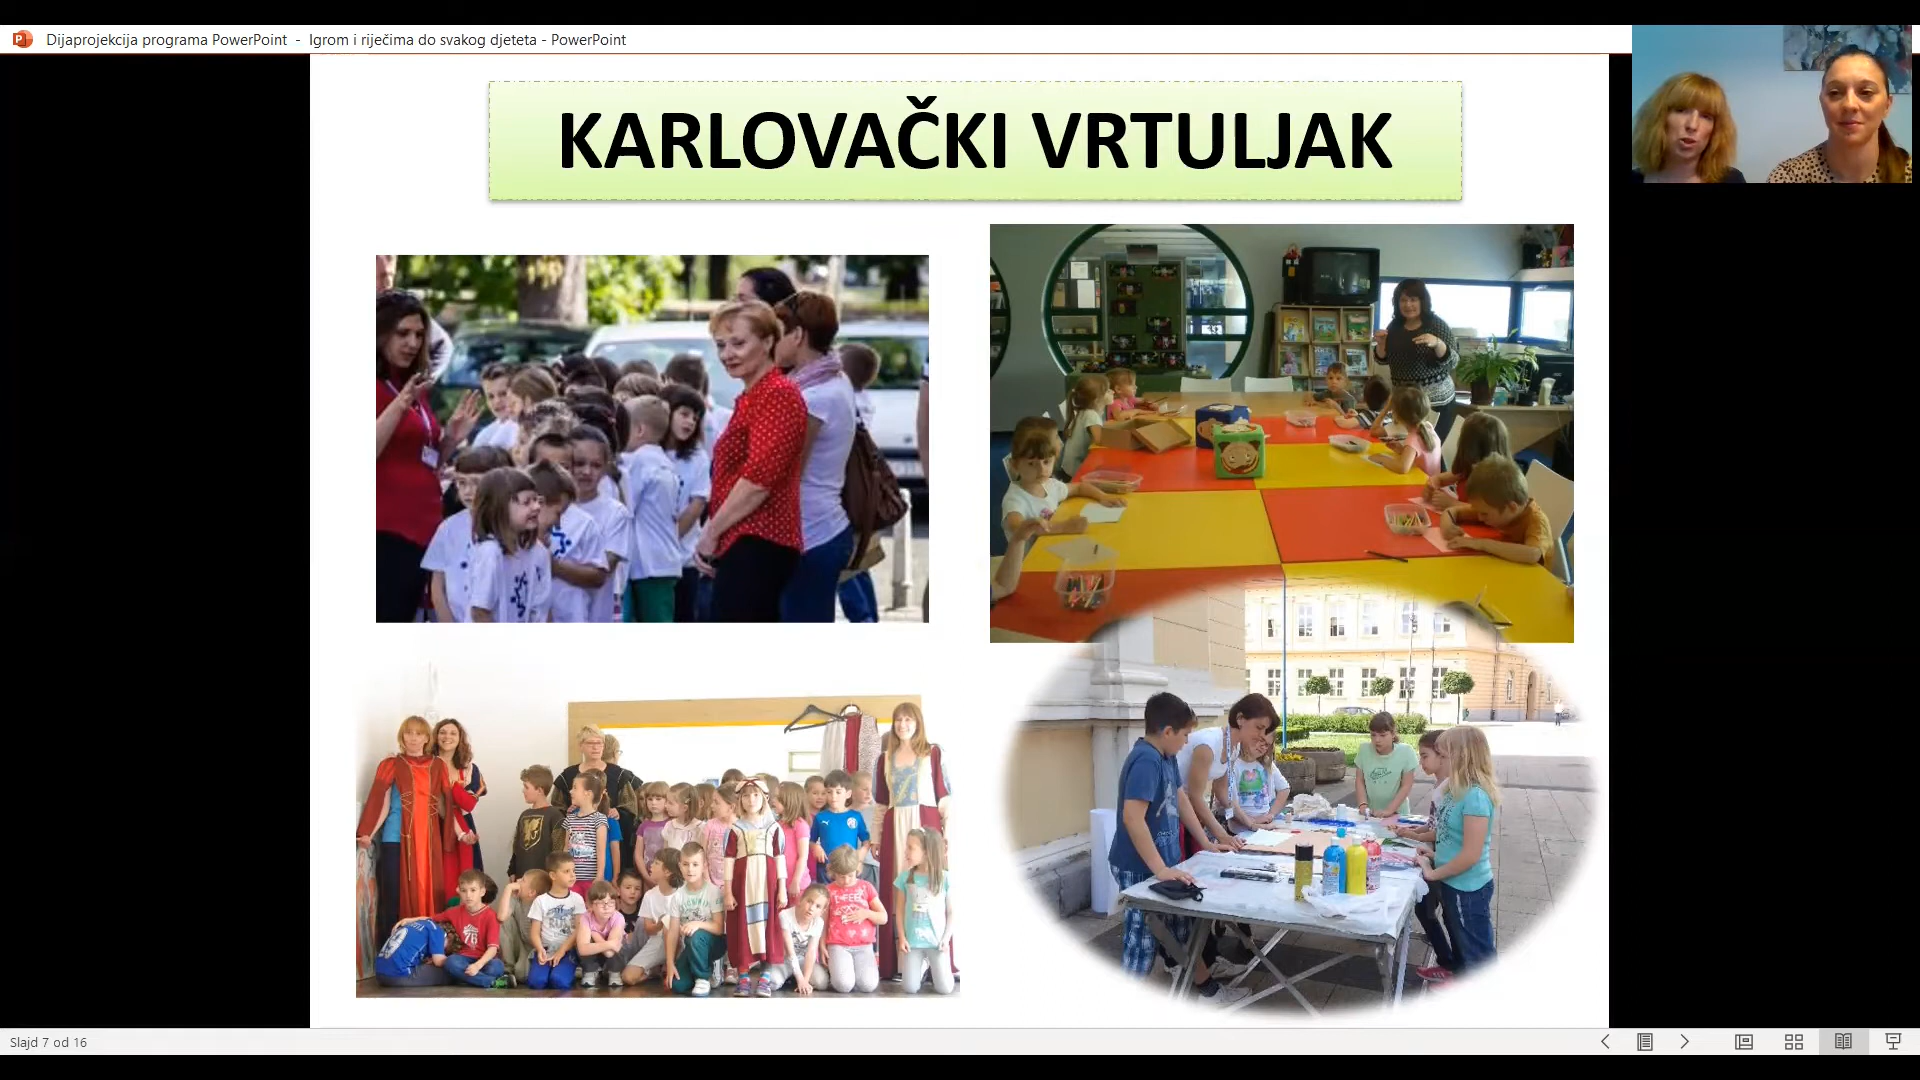 Dijaprojekcija programa PowerPoint - Igrom i riječima do svakog djeteta - PowerPoint
KARLOVAČKI VRTULJAK
Slajd 7 od 16